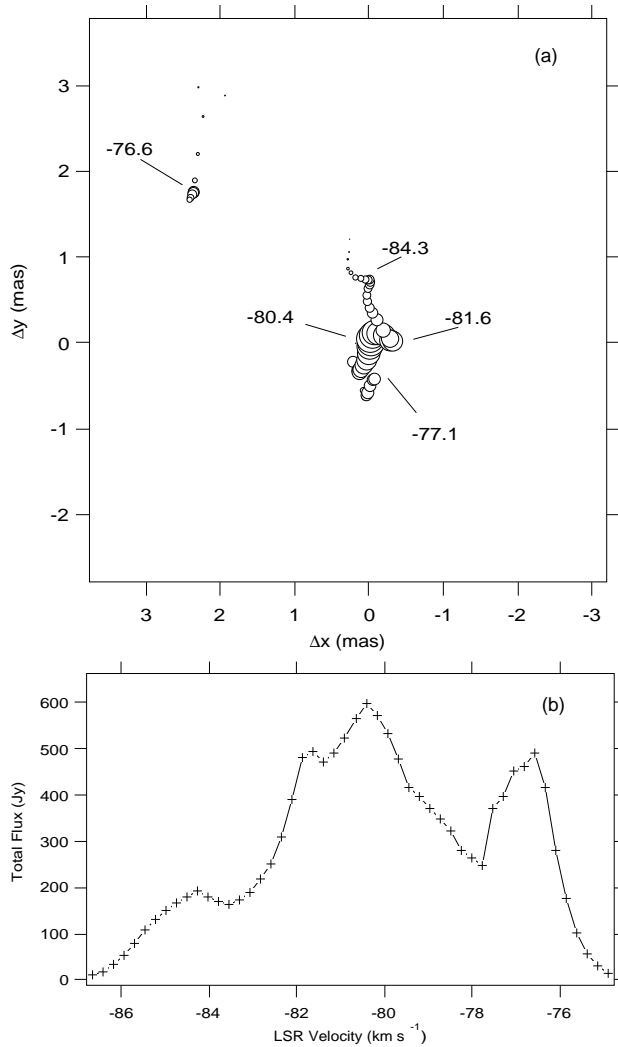 (a)
3
2
1
0
-1
-2
Δy (mas)
-76.6
-84.3
-80.4
-81.6
-77.1
3 2 1 0 -1 -2 -3
Δx (mas)
(b)
600
500
400
300
200
100
0
Total Flux (Jy)
-86 -84 -82 -80 -78 -76
LSR Velocity (km s⁻¹)